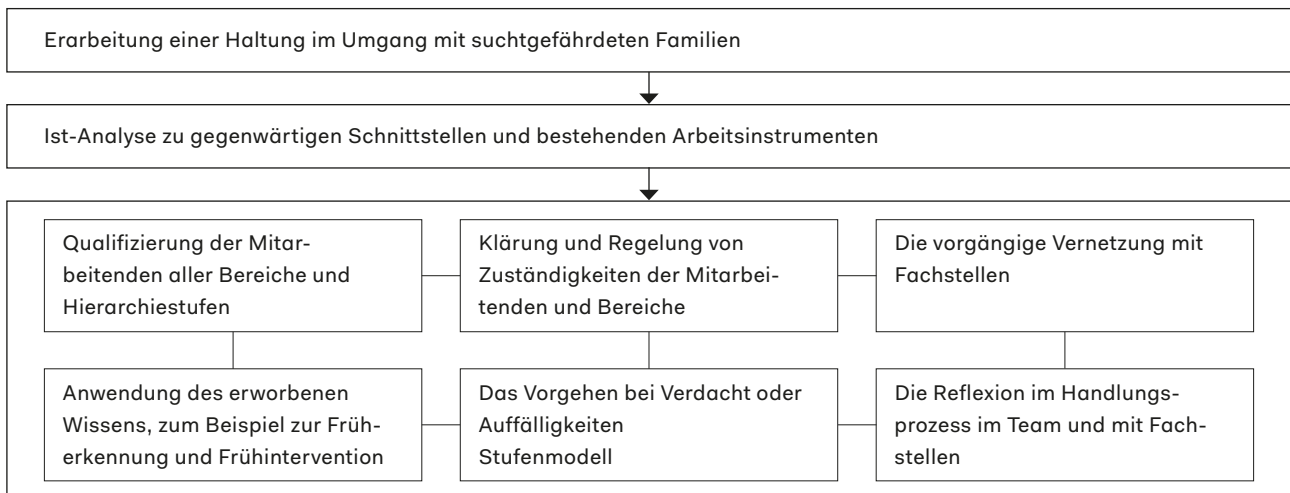 Erarbeitung einer Haltung im Umgang mit suchtgefährdeten Familien
Ist-Analyse zu gegenwärtigen Schnittstellen und bestehenden Arbeitsinstrumenten
Qualifizierung der Mitar-
beitenden aller Bereiche und
Hierarchiestufen
Klärung und Regelung von
Zuständigkeiten der Mitarbei-
tenden und Bereiche
Die vorgängige Vernetzung mit
Fachstellen
Anwendung des erworbenen
Wissens, zum Beispiel zur Früh-
erkennung und Frühintervention
Das Vorgehen bei Verdacht oder
Auffälligkeiten
Stufenmodell
Die Reflexion im Handlungs-
prozess im Team und mit Fach-
stellen